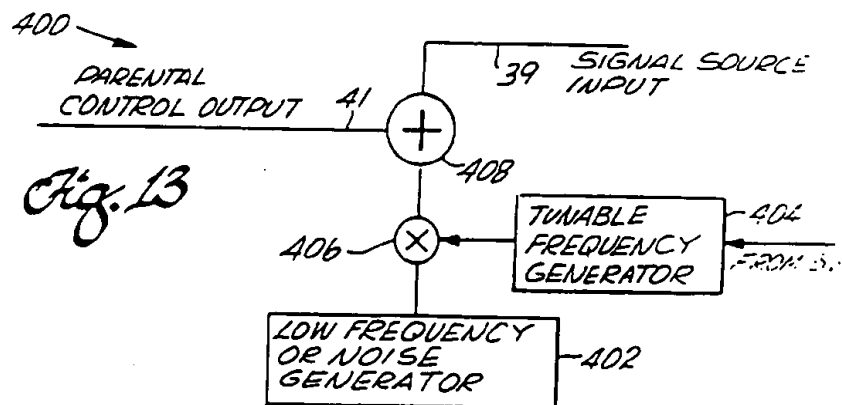 400
PARENTAL
CONTROL OUTPUT
41
39
SIGNAL SOURCE
INPUT
+
408
Fig. 13
406
×
TUNABLE
FREQUENCY
GENERATOR
404
FROM
LOW FREQUENCY
OR NOISE
GENERATOR
402